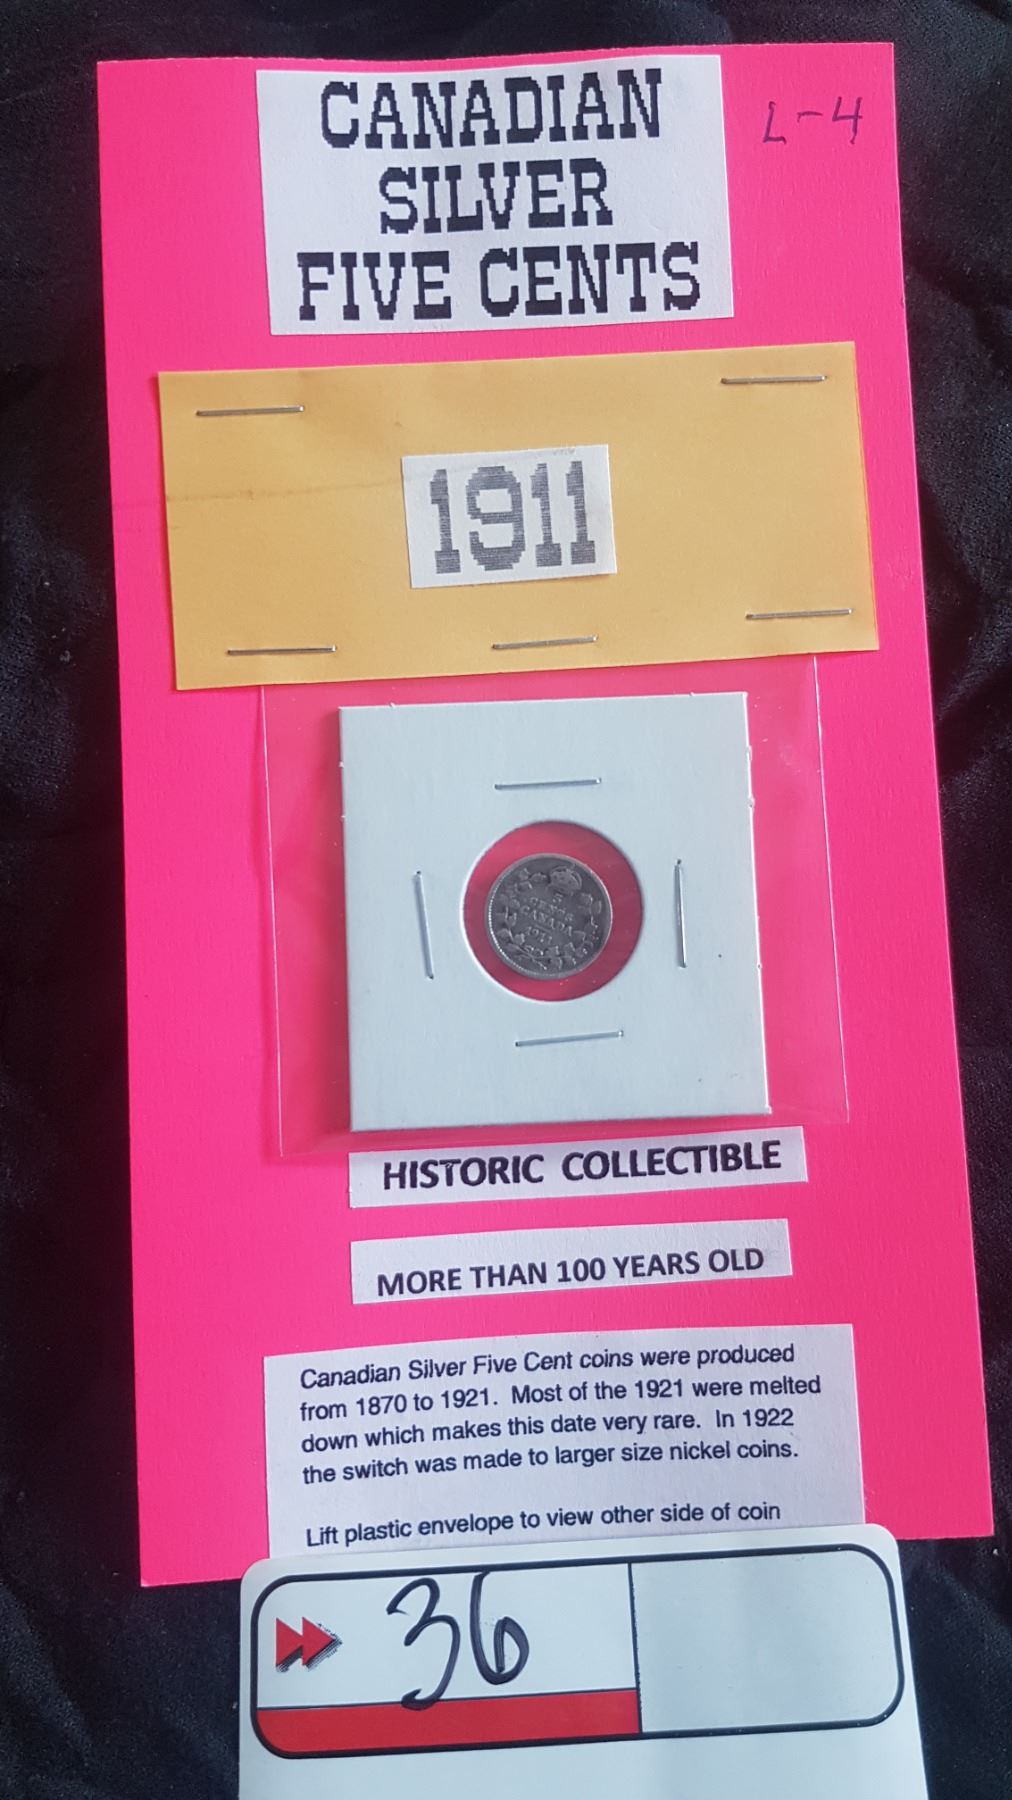 CANADIAN
SILVER
FIVE CENTS
L-4
1911
5
CENTS
CANADA
1911
HISTORIC COLLECTIBLE
MORE THAN 100 YEARS OLD
Canadian Silver Five Cent coins were produced
from 1870 to 1921. Most of the 1921 were melted
down which makes this date very rare. In 1922
the switch was made to larger size nickel coins.
Lift plastic envelope to view other side of coin
36